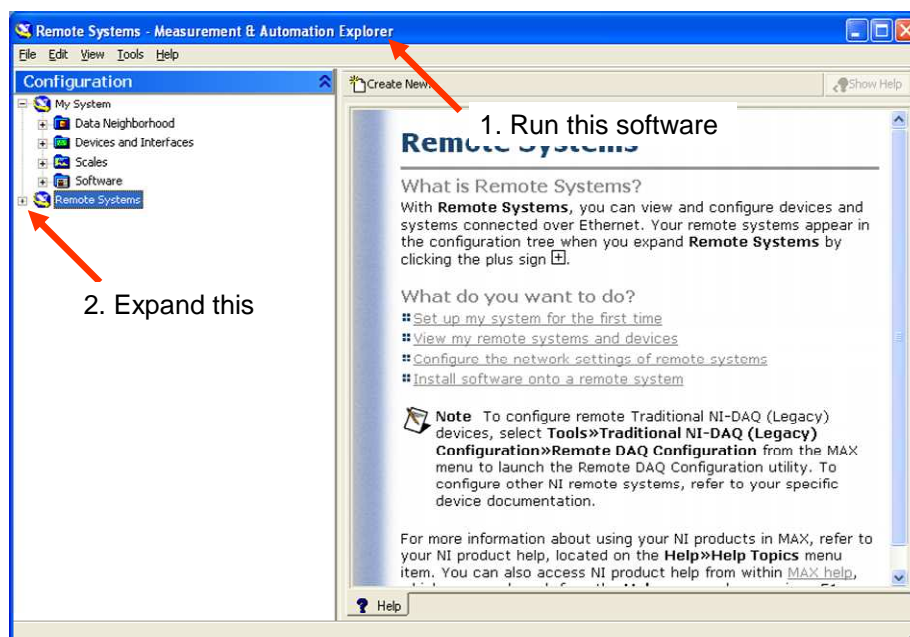 Remote Systems - Measurement & Automation Explorer
File Edit View Tools Help
Configuration
My System
Data Neighborhood
Devices and Interfaces
Scales
Software
Remote Systems
2. Expand this
Create New...
Show Help
1. Run this software
Remote Systems
What is Remote Systems?
With Remote Systems, you can view and configure devices and
systems connected over Ethernet. Your remote systems appear in
the configuration tree when you expand Remote Systems by
clicking the plus sign +.
What do you want to do?
Set up my system for the first time
View my remote systems and devices
Configure the network settings of remote systems
Install software onto a remote system
Note To configure remote Traditional NI-DAQ (Legacy)
devices, select Tools»Traditional NI-DAQ (Legacy)
Configuration»Remote DAQ Configuration from the MAX
menu to launch the Remote DAQ Configuration utility. To
configure other NI remote systems, refer to your specific
device documentation.
For more information about using your NI products in MAX, refer to
your NI product help, located on the Help»Help Topics menu
item. You can also access NI product help from within MAX help,
Help